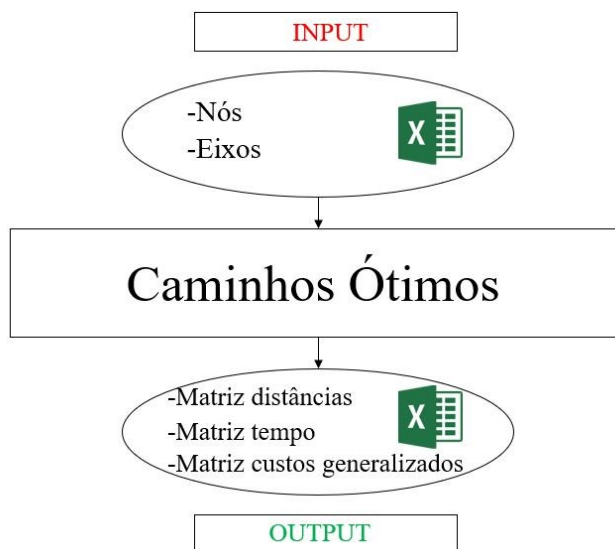 INPUT
-Nós
-Eixos
X
Caminhos Ótimos
-Matriz distâncias
-Matriz tempo
X
-Matriz custos generalizados
OUTPUT